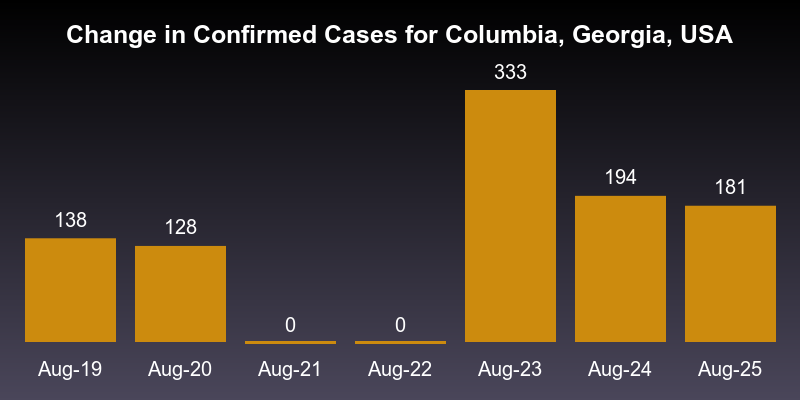 Change in Confirmed Cases for Columbia, Georgia, USA
333
194
181
138
128
0
0
Aug-19
Aug-20
Aug-21
Aug-22
Aug-23
Aug-24
Aug-25